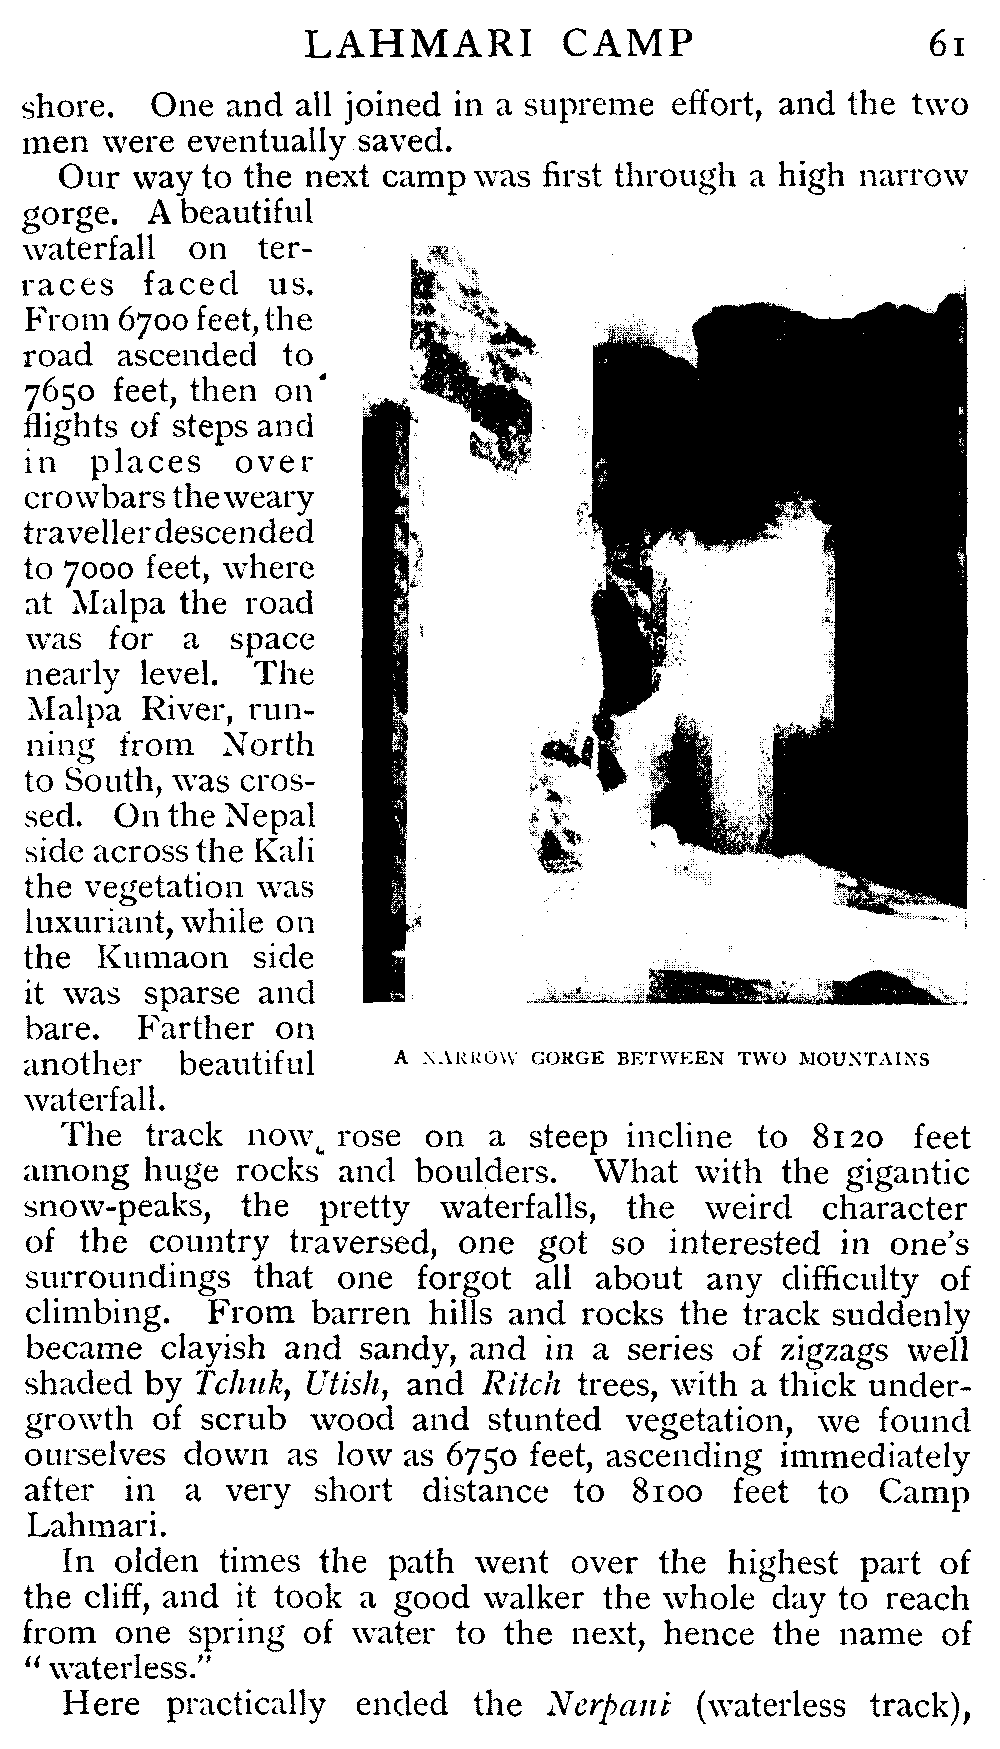 LAHMARI CAMP 61
shore. One and all joined in a supreme effort, and the two
men were eventually saved.
Our way to the next camp was first through a high narrow
gorge. A beautiful
waterfall on ter-
races faced us.
From 6700 feet, the
road ascended to
7650 feet, then on
flights of steps and
in places over
crowbars the weary
traveller descended
to 7000 feet, where
at Malpa the road
was for a space
nearly level. The
Malpa River, run-
ning from North
to South, was cros-
sed. On the Nepal
side across the Kali
the vegetation was
luxuriant, while on
the Kumaon side
it was sparse and
bare. Farther on
another beautiful
waterfall.
A NARROW GORGE BETWEEN TWO MOUNTAINS
The track now rose on a steep incline to 8120 feet
among huge rocks and boulders. What with the gigantic
snow-peaks, the pretty waterfalls, the weird character
of the country traversed, one got so interested in one's
surroundings that one forgot all about any difficulty of
climbing. From barren hills and rocks the track suddenly
became clayish and sandy, and in a series of zigzags well
shaded by Tchuk, Utish, and Ritch trees, with a thick under-
growth of scrub wood and stunted vegetation, we found
ourselves down as low as 6750 feet, ascending immediately
after in a very short distance to 8100 feet to Camp
Lahmari.
In olden times the path went over the highest part of
the cliff, and it took a good walker the whole day to reach
from one spring of water to the next, hence the name of
"waterless."
Here practically ended the Nerpani (waterless track),